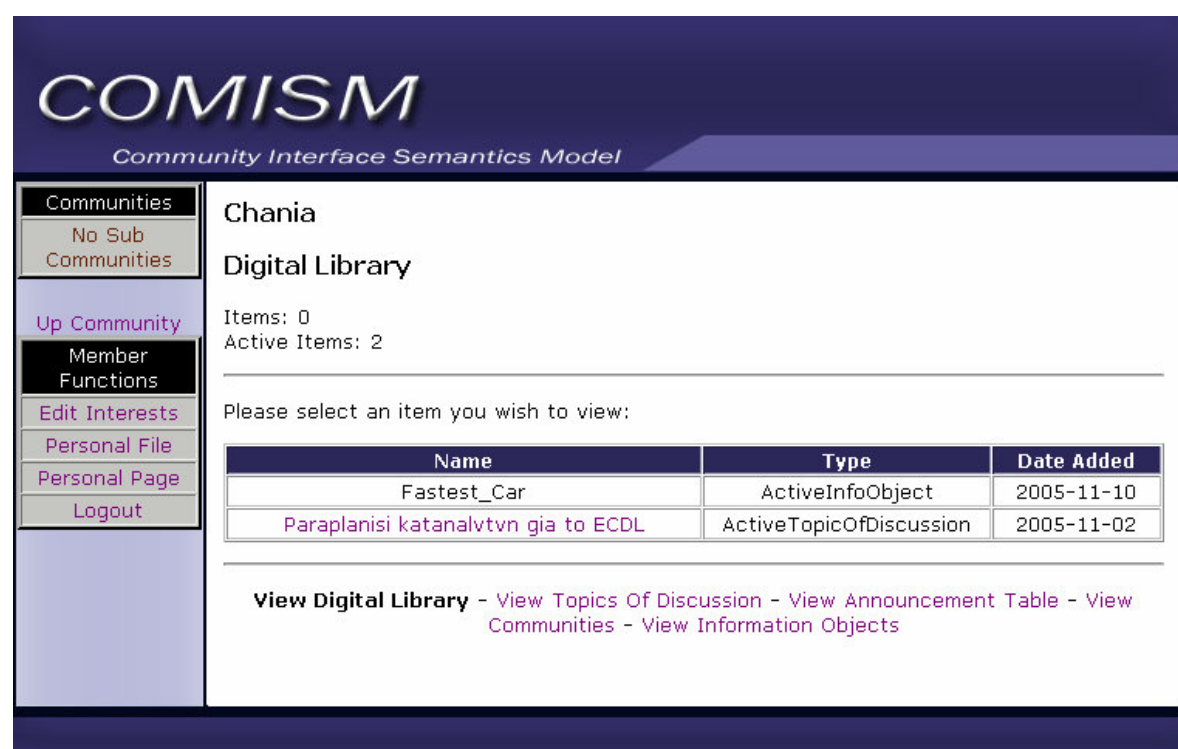 COMISM
Community Interface Semantics Model
Communities
No Sub
Communities
Up Community
Member
Functions
Edit Interests
Personal File
Personal Page
Logout
Chania
Digital Library
Items: 0
Active Items: 2
Please select an item you wish to view:
Name Type Date Added
Fastest_Car ActiveInfoObject 2005-11-10
Paraplanisi katanalvtvn gia to ECDL ActiveTopicOfDiscussion 2005-11-02
View Digital Library - View Topics Of Discussion - View Announcement Table - View
Communities - View Information Objects